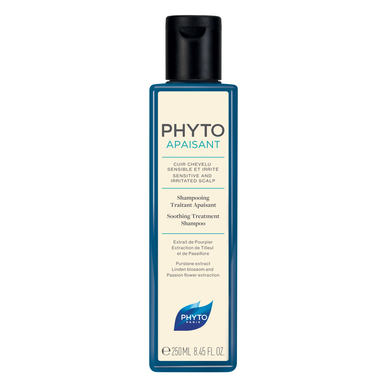 PHYTO
APAISANT
CUIR CHEVELU
SENSIBLE ET IRRITÉ
SENSITIVE AND
IRRITATED SCALP
Shampooing
Traitant Apaisant
Soothing Treatment
Shampoo
Extrait de Pourpier
Extraction de Tilleul
et de Passiflore
Purslane extract
Linden blossom and
Passion flower extraction
PHYTO
PARIS
℮ 250 ML 8.45 FL. OZ.